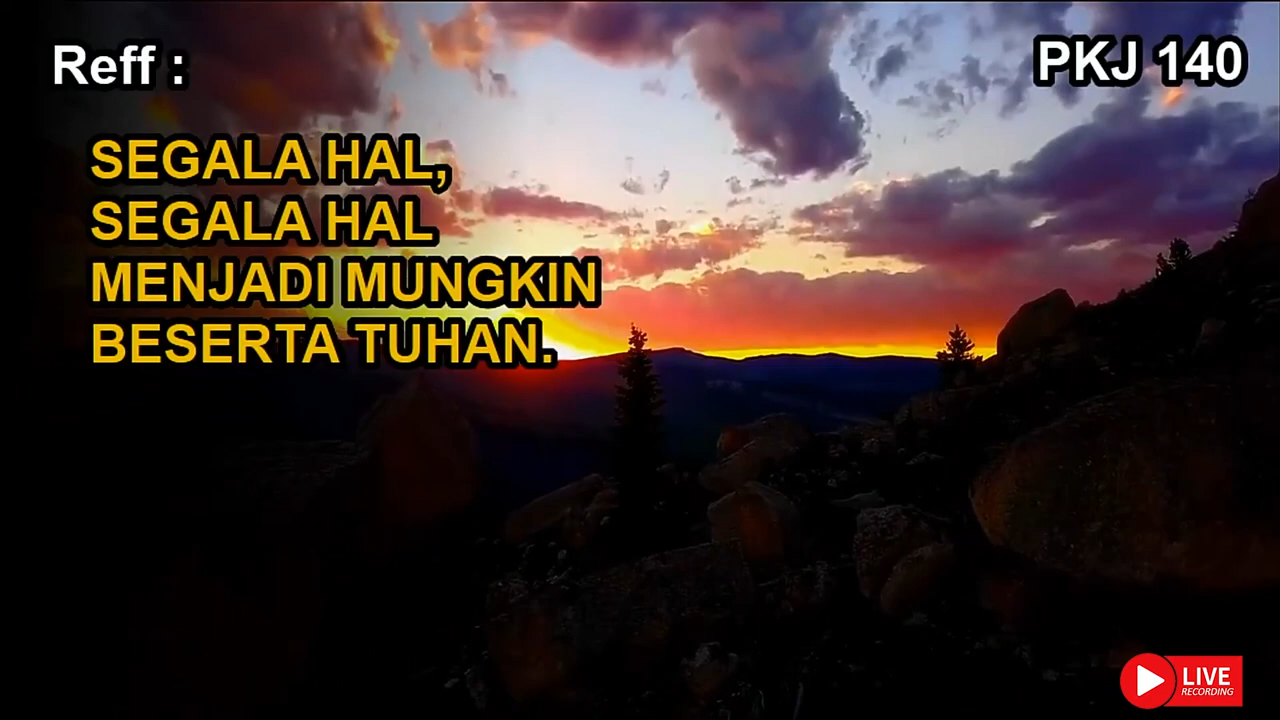 Reff :
PKJ 140
SEGALA HAL,
SEGALA HAL
MENJADI MUNGKIN
BESERTA TUHAN.
LIVE
RECORDING